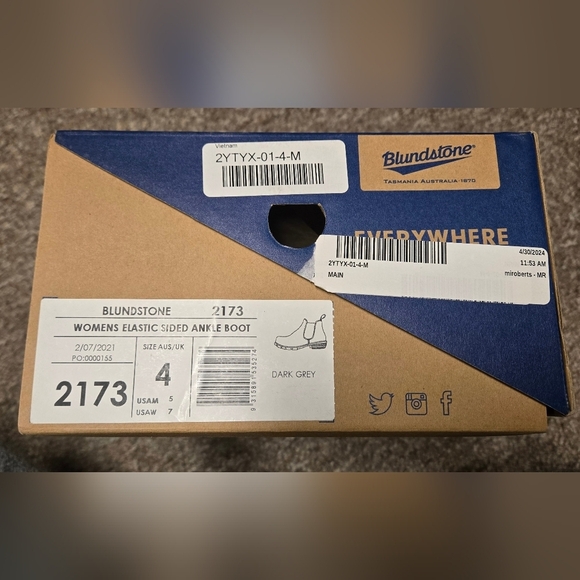 Vietnam
2YTYX-01-4-M
Blundstone
TASMANIA AUSTRALIA·1870
EVERYWHERE
2YTYX-01-4-M
MAIN
4/30/2024
11:53 AM
miroberts - MR
BLUNDSTONE 2173
WOMENS ELASTIC SIDED ANKLE BOOT
2/07/2021
PO:0000155
SIZE AUS/UK
2173
4
USAM 5
USAW 7
9315891535274
DARK GREY